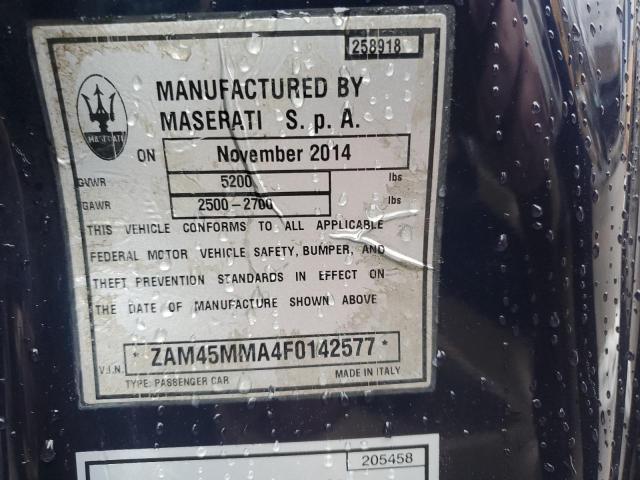 258918
MASERATI
MANUFACTURED BY
MASERATI S.p.A.
ON November 2014
GVWR 5200 lbs
GAWR 2500-2700 lbs
THIS VEHICLE CONFORMS TO ALL APPLICABLE
FEDERAL MOTOR VEHICLE SAFETY, BUMPER, AND
THEFT PREVENTION STANDARDS IN EFFECT ON
THE DATE OF MANUFACTURE SHOWN ABOVE
V.I.N. * ZAM45MMA4F0142577 *
TYPE: PASSENGER CAR MADE IN ITALY
205458